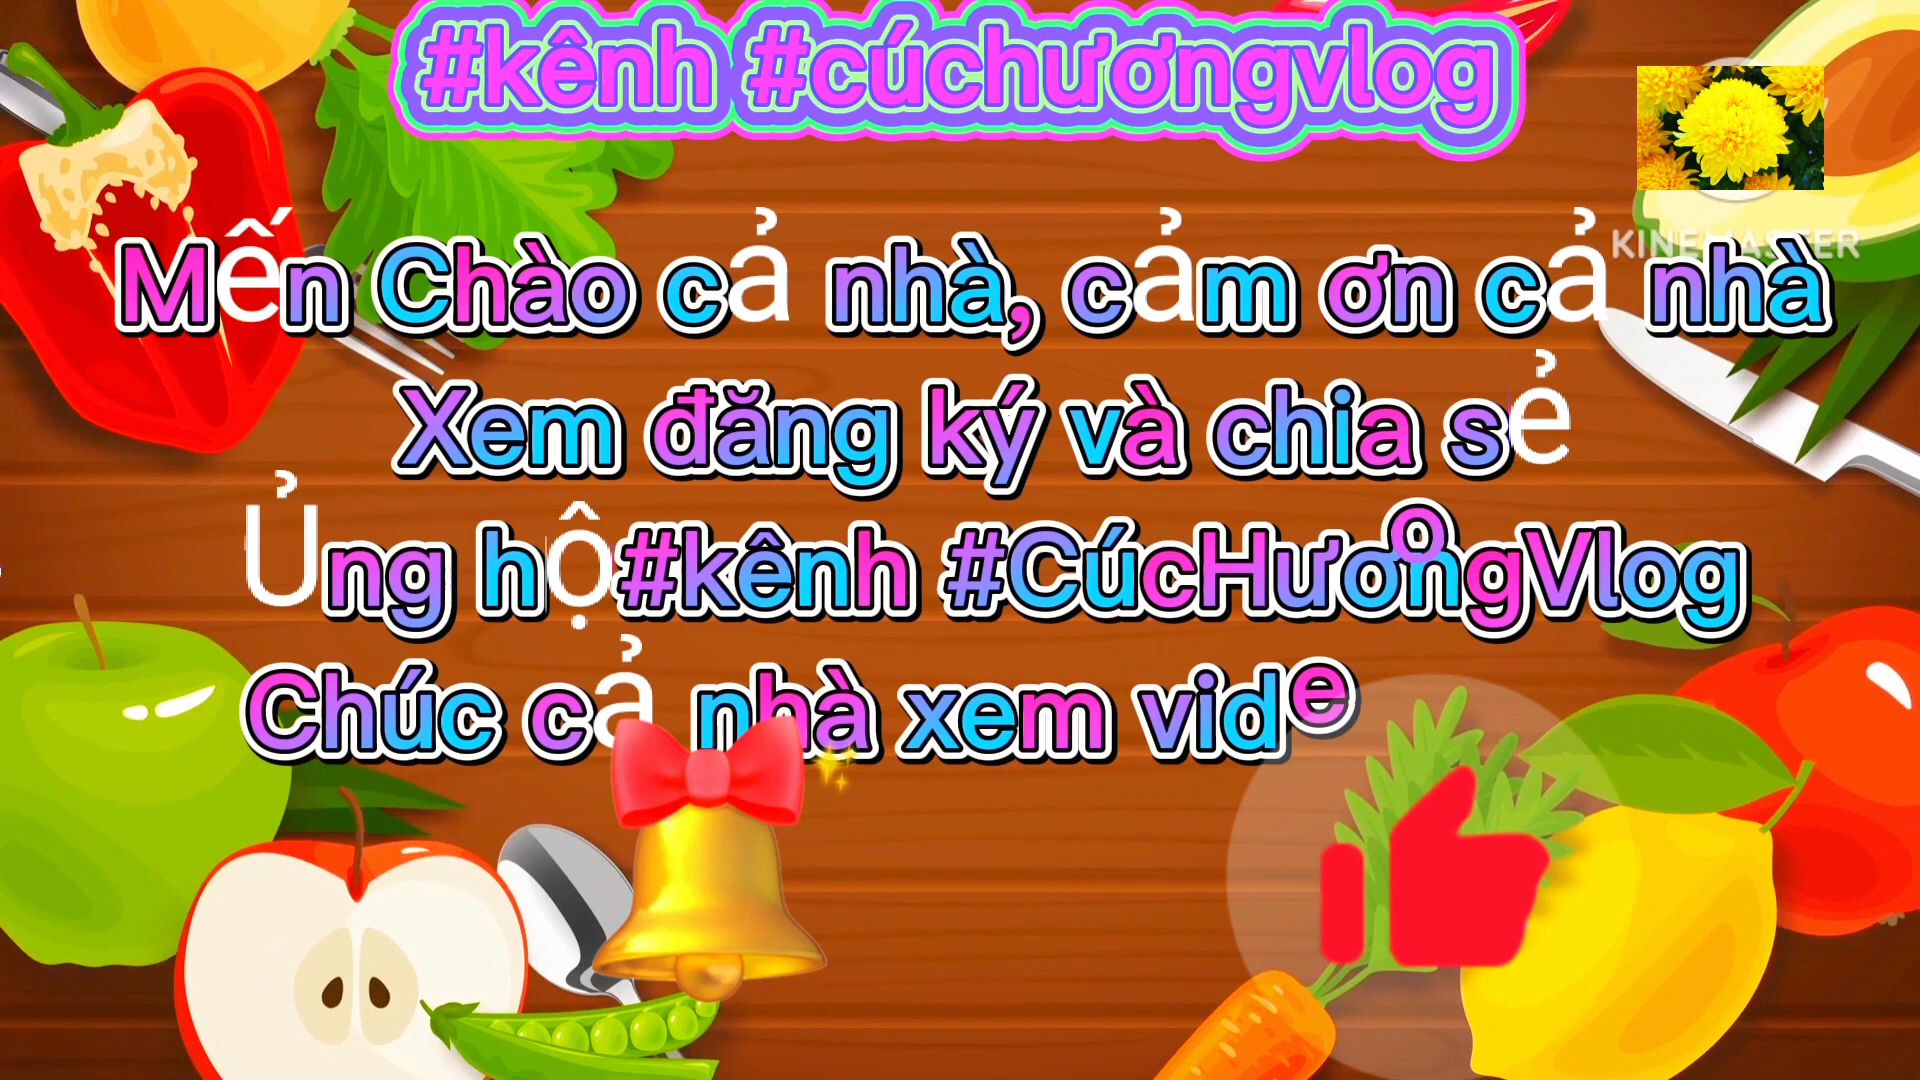 #kênh #cúchươngvlog
KINEMASTER
Mến Chào cả nhà, cảm ơn cả nhà
Xem đăng ký và chia sẻ
Ủng hộ#kênh #CúcHươngVlog
Chúc cả nhà xem vide